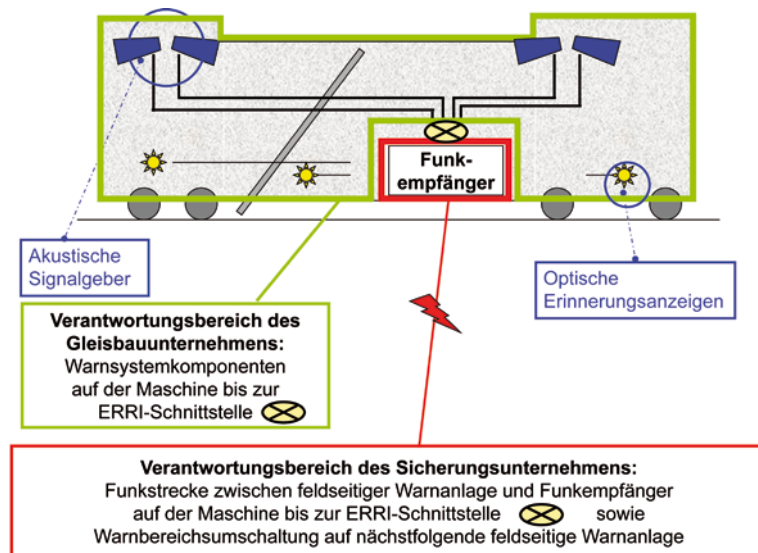 Funk-
empfänger
Akustische
Signalgeber
Optische
Erinnerungsanzeigen
Verantwortungsbereich des
Gleisbauunternehmens:
Warnsystemkomponenten
auf der Maschine bis zur
ERRI-Schnittstelle
Verantwortungsbereich des Sicherungsunternehmens:
Funkstrecke zwischen feldseitiger Warnanlage und Funkempfänger
auf der Maschine bis zur ERRI-Schnittstelle sowie
Warnbereichsumschaltung auf nächstfolgende feldseitige Warnanlage